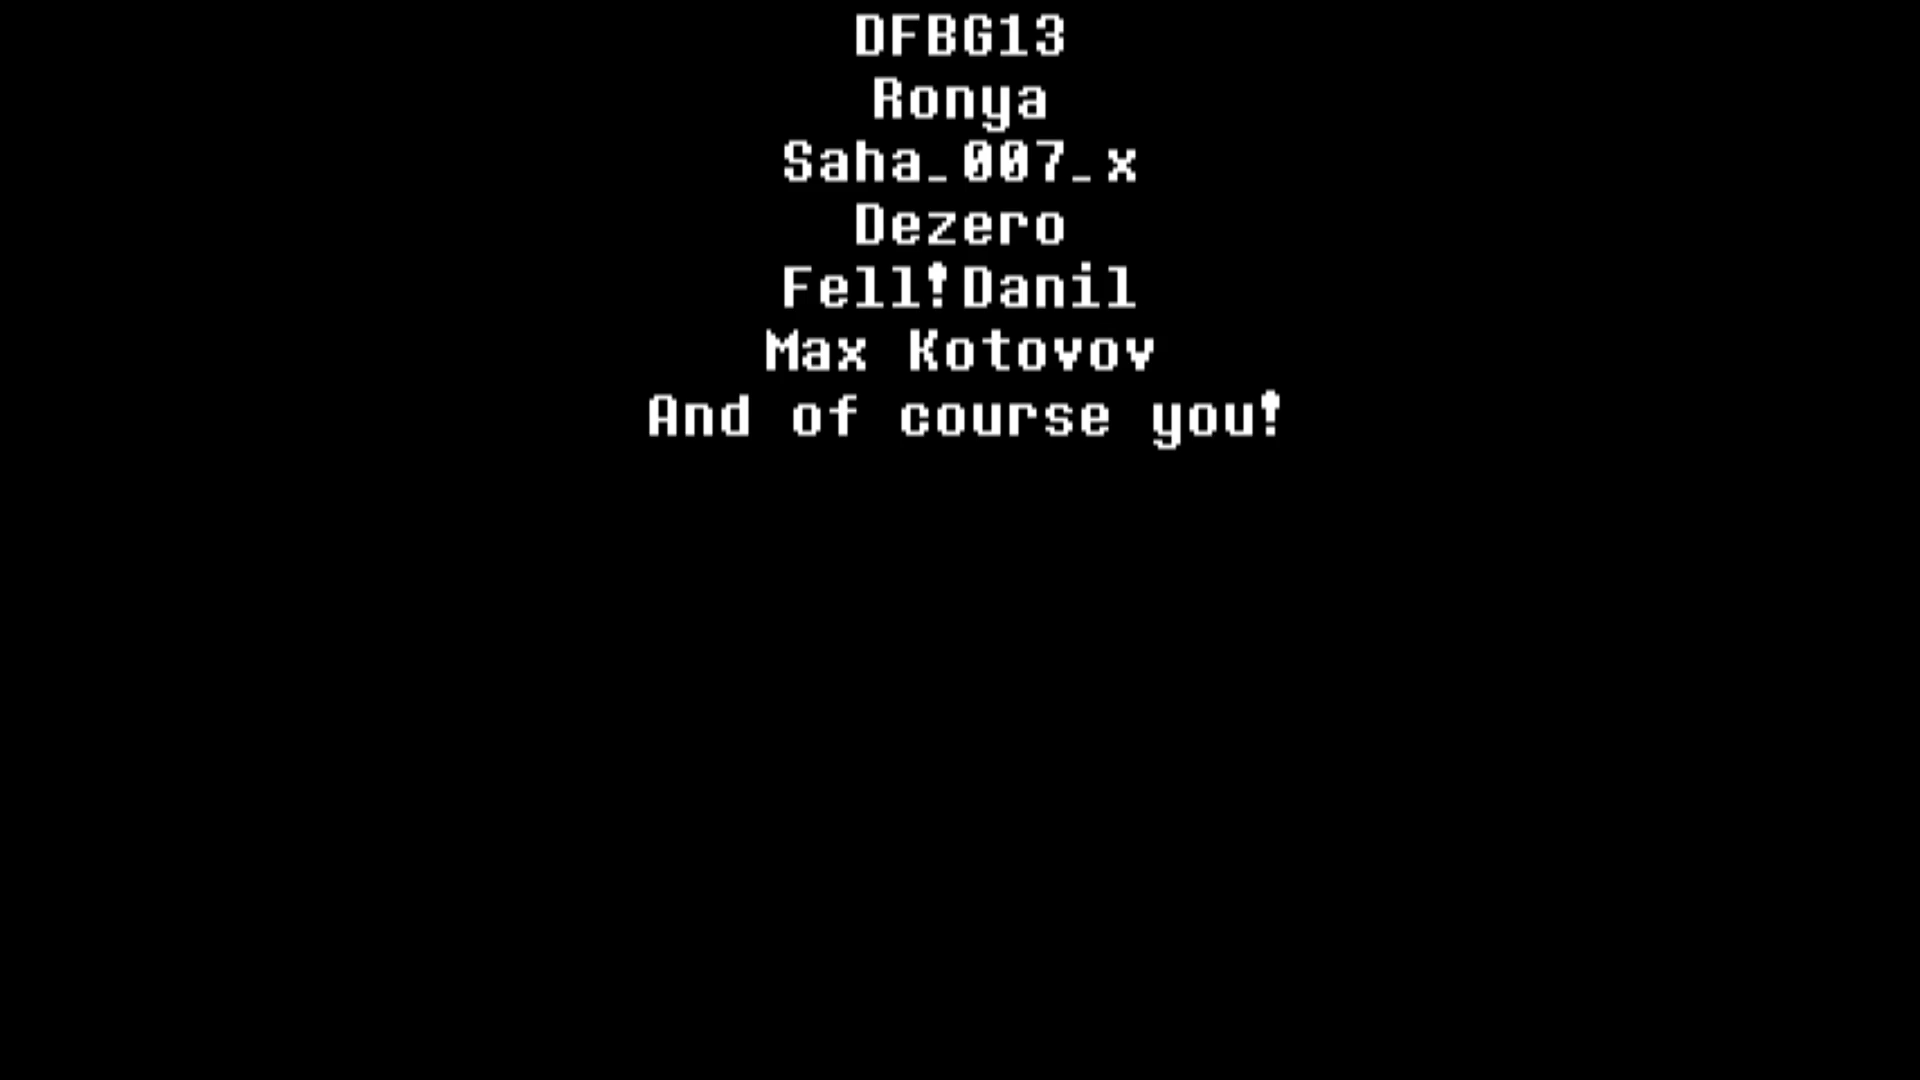 DFBG13
Ronya
Saha_007_x
Dezero
Fell!Danil
Max Kotovov
And of course you!